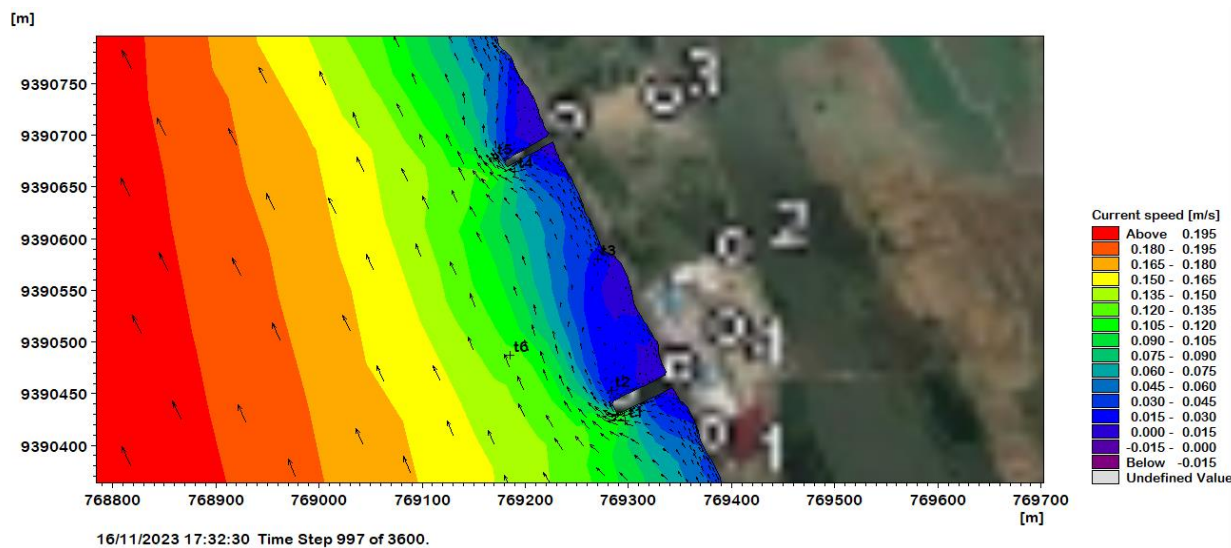 [m]
9390750
9390700
9390650
9390600
9390550
9390500
9390450
9390400
t5
t4
t3
t6
t2
t1
768800 768900 769000 769100 769200 769300 769400 769500 769600 769700
[m]
16/11/2023 17:32:30 Time Step 997 of 3600.
Current speed [m/s]
Above 0.195
0.180 - 0.195
0.165 - 0.180
0.150 - 0.165
0.135 - 0.150
0.120 - 0.135
0.105 - 0.120
0.090 - 0.105
0.075 - 0.090
0.060 - 0.075
0.045 - 0.060
0.030 - 0.045
0.015 - 0.030
0.000 - 0.015
-0.015 - 0.000
Below -0.015
Undefined Value